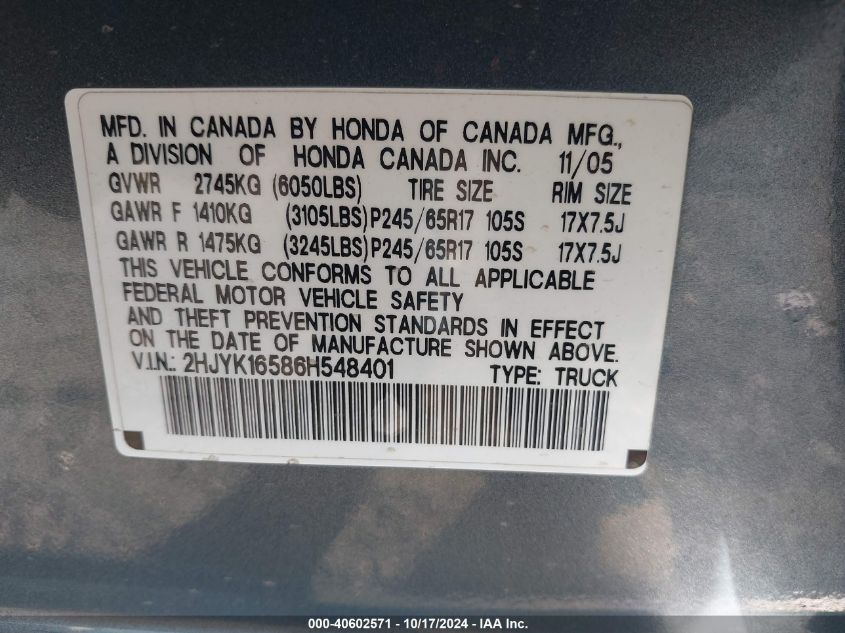 MFD. IN CANADA BY HONDA OF CANADA MFG.,
A DIVISION OF HONDA CANADA INC. 11/05
GVWR 2745KG (6050LBS) TIRE SIZE RIM SIZE
GAWR F 1410KG (3105LBS) P245/65R17 105S 17X7.5J
GAWR R 1475KG (3245LBS) P245/65R17 105S 17X7.5J
THIS VEHICLE CONFORMS TO ALL APPLICABLE
FEDERAL MOTOR VEHICLE SAFETY
AND THEFT PREVENTION STANDARDS IN EFFECT
ON THE DATE OF MANUFACTURE SHOWN ABOVE.
V.I.N.: 2HJYK16586H548401 TYPE: TRUCK
000-40602571 - 10/17/2024 - IAA Inc.